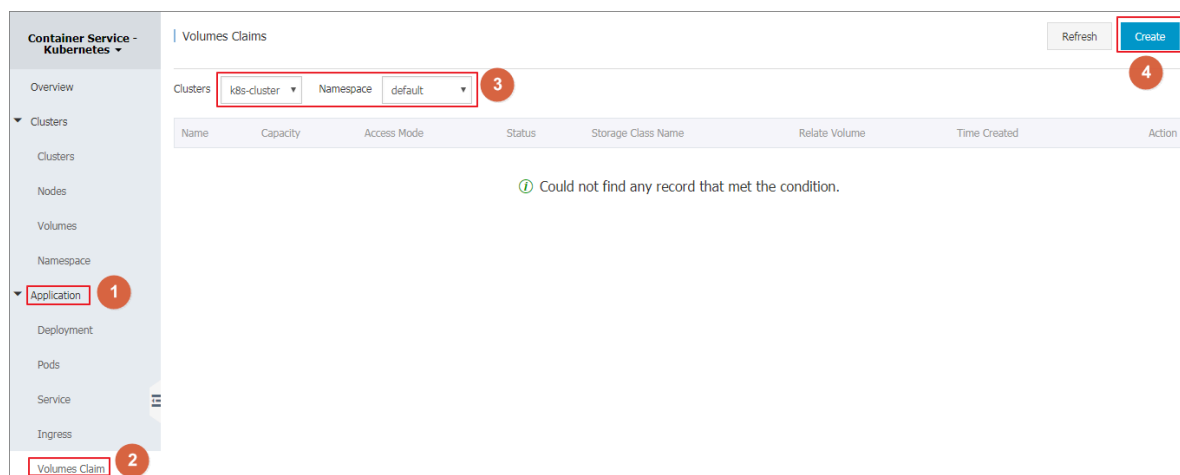 Container Service -
Kubernetes
Overview
Clusters
Clusters
Nodes
Volumes
Namespace
Application 1
Deployment
Pods
Service
Ingress
Volumes Claim 2
Volumes Claims
Refresh Create
4
Clusters k8s-cluster Namespace default 3
Name Capacity Access Mode Status Storage Class Name Relate Volume Time Created Action
Could not find any record that met the condition.